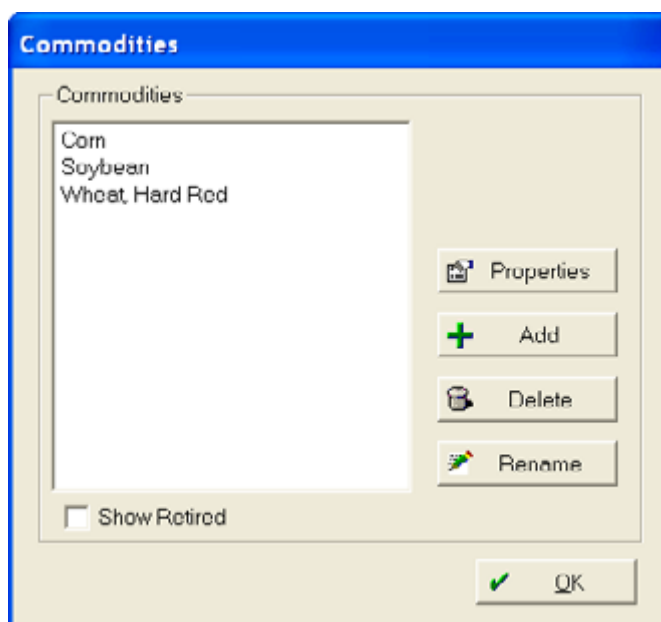 Commodities
Commodities
Corn
Soybean
Wheat, Hard Red
Properties
Add
Delete
Rename
Show Retired
OK